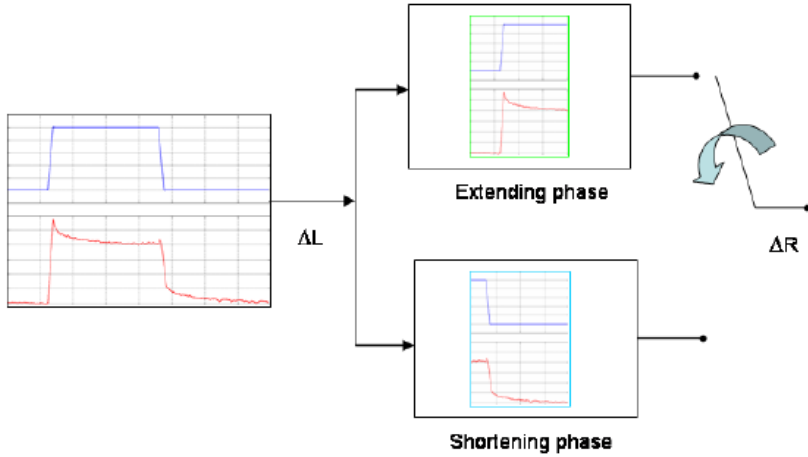 Extending phase
ΔL
ΔR
Shortening phase